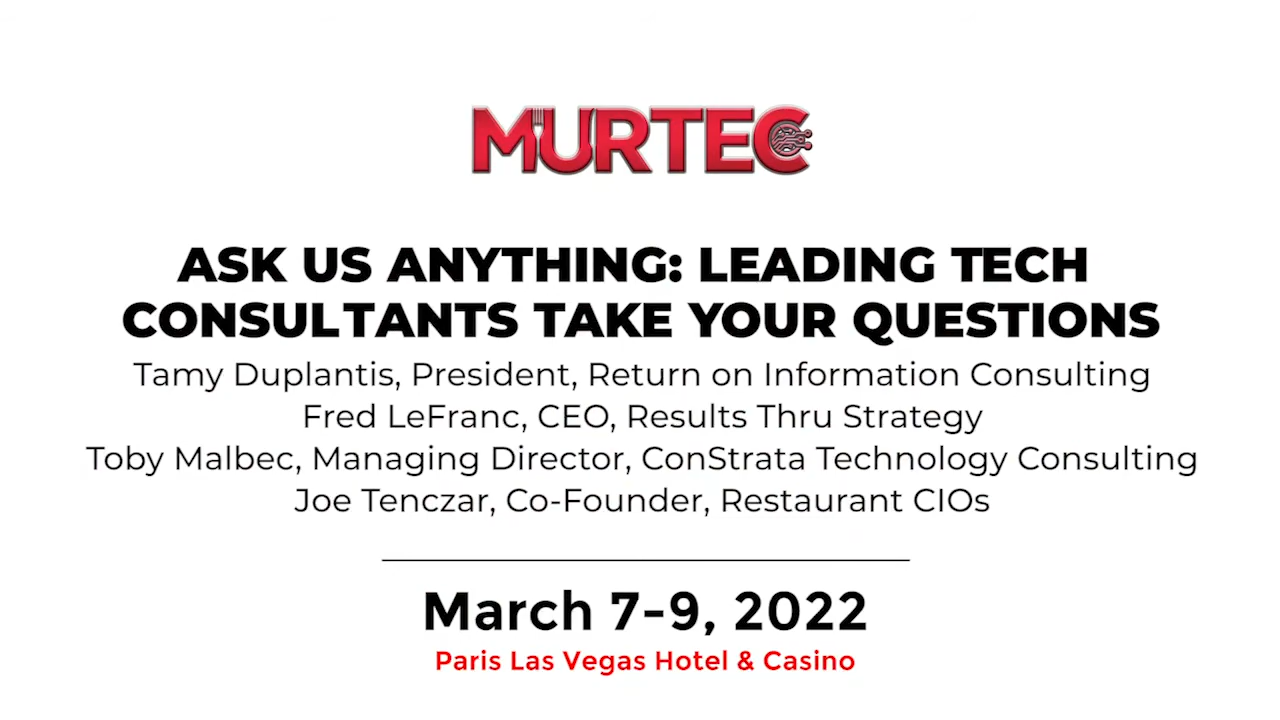 MURTEC
ASK US ANYTHING: LEADING TECH
CONSULTANTS TAKE YOUR QUESTIONS
Tamy Duplantis, President, Return on Information Consulting
Fred LeFranc, CEO, Results Thru Strategy
Toby Malbec, Managing Director, ConStrata Technology Consulting
Joe Tenczar, Co-Founder, Restaurant CIOs
March 7-9, 2022
Paris Las Vegas Hotel & Casino